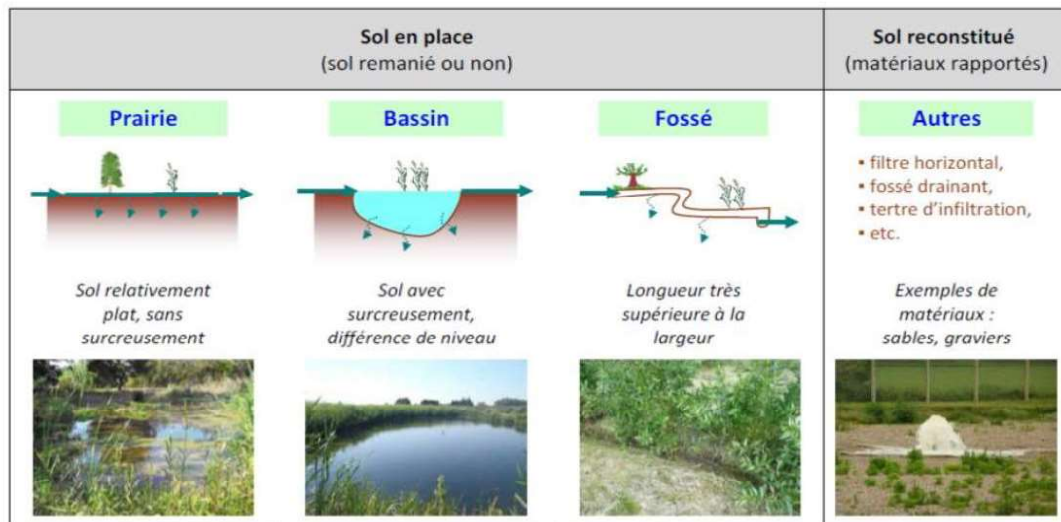 Sol en place
(sol remanié ou non)
Sol reconstitué
(matériaux rapportés)
Prairie
Bassin
Fossé
Autres
▪ filtre horizontal,
▪ fossé drainant,
▪ tertre d'infiltration,
▪ etc.
Sol relativement
plat, sans
surcreusement
Sol avec
surcreusement,
différence de niveau
Longueur très
supérieure à la
largeur
Exemples de
matériaux :
sables, graviers